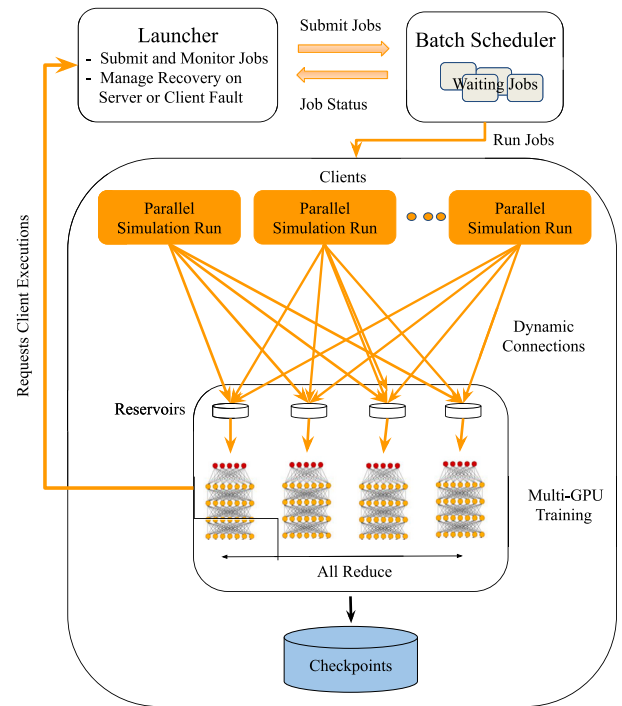 Launcher
- Submit and Monitor Jobs
- Manage Recovery on
Server or Client Fault
Submit Jobs
Job Status
Batch Scheduler
Waiting Jobs
Run Jobs
Requests Client Executions
Clients
Parallel
Simulation Run
Parallel
Simulation Run
Parallel
Simulation Run
Dynamic
Connections
Reservoirs
Multi-GPU
Training
All Reduce
Checkpoints